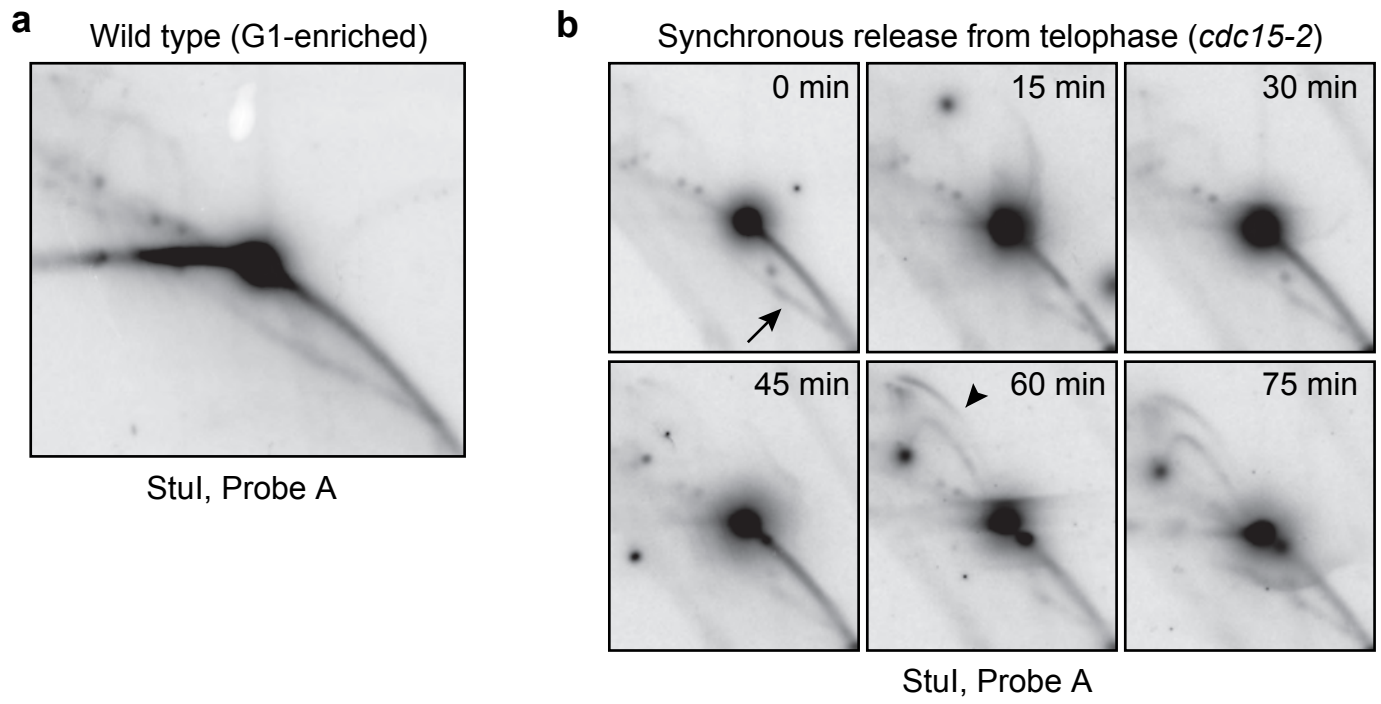 a
Wild type (G1-enriched)
StuI, Probe A
b
Synchronous release from telophase (cdc15-2)
0 min
15 min
30 min
45 min
60 min
75 min
StuI, Probe A